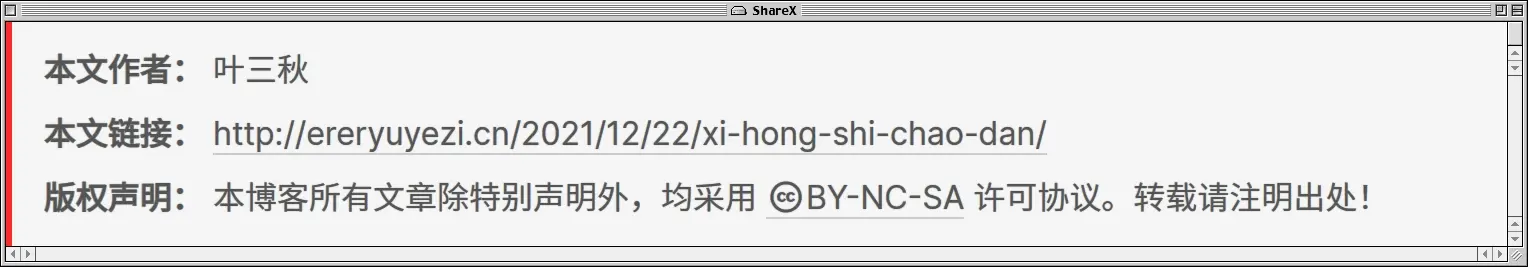 ShareX
本文作者： 叶三秋
本文链接： http://ereryuyezi.cn/2021/12/22/xi-hong-shi-chao-dan/
版权声明： 本博客所有文章除特别声明外，均采用 🅭BY-NC-SA 许可协议。转载请注明出处！